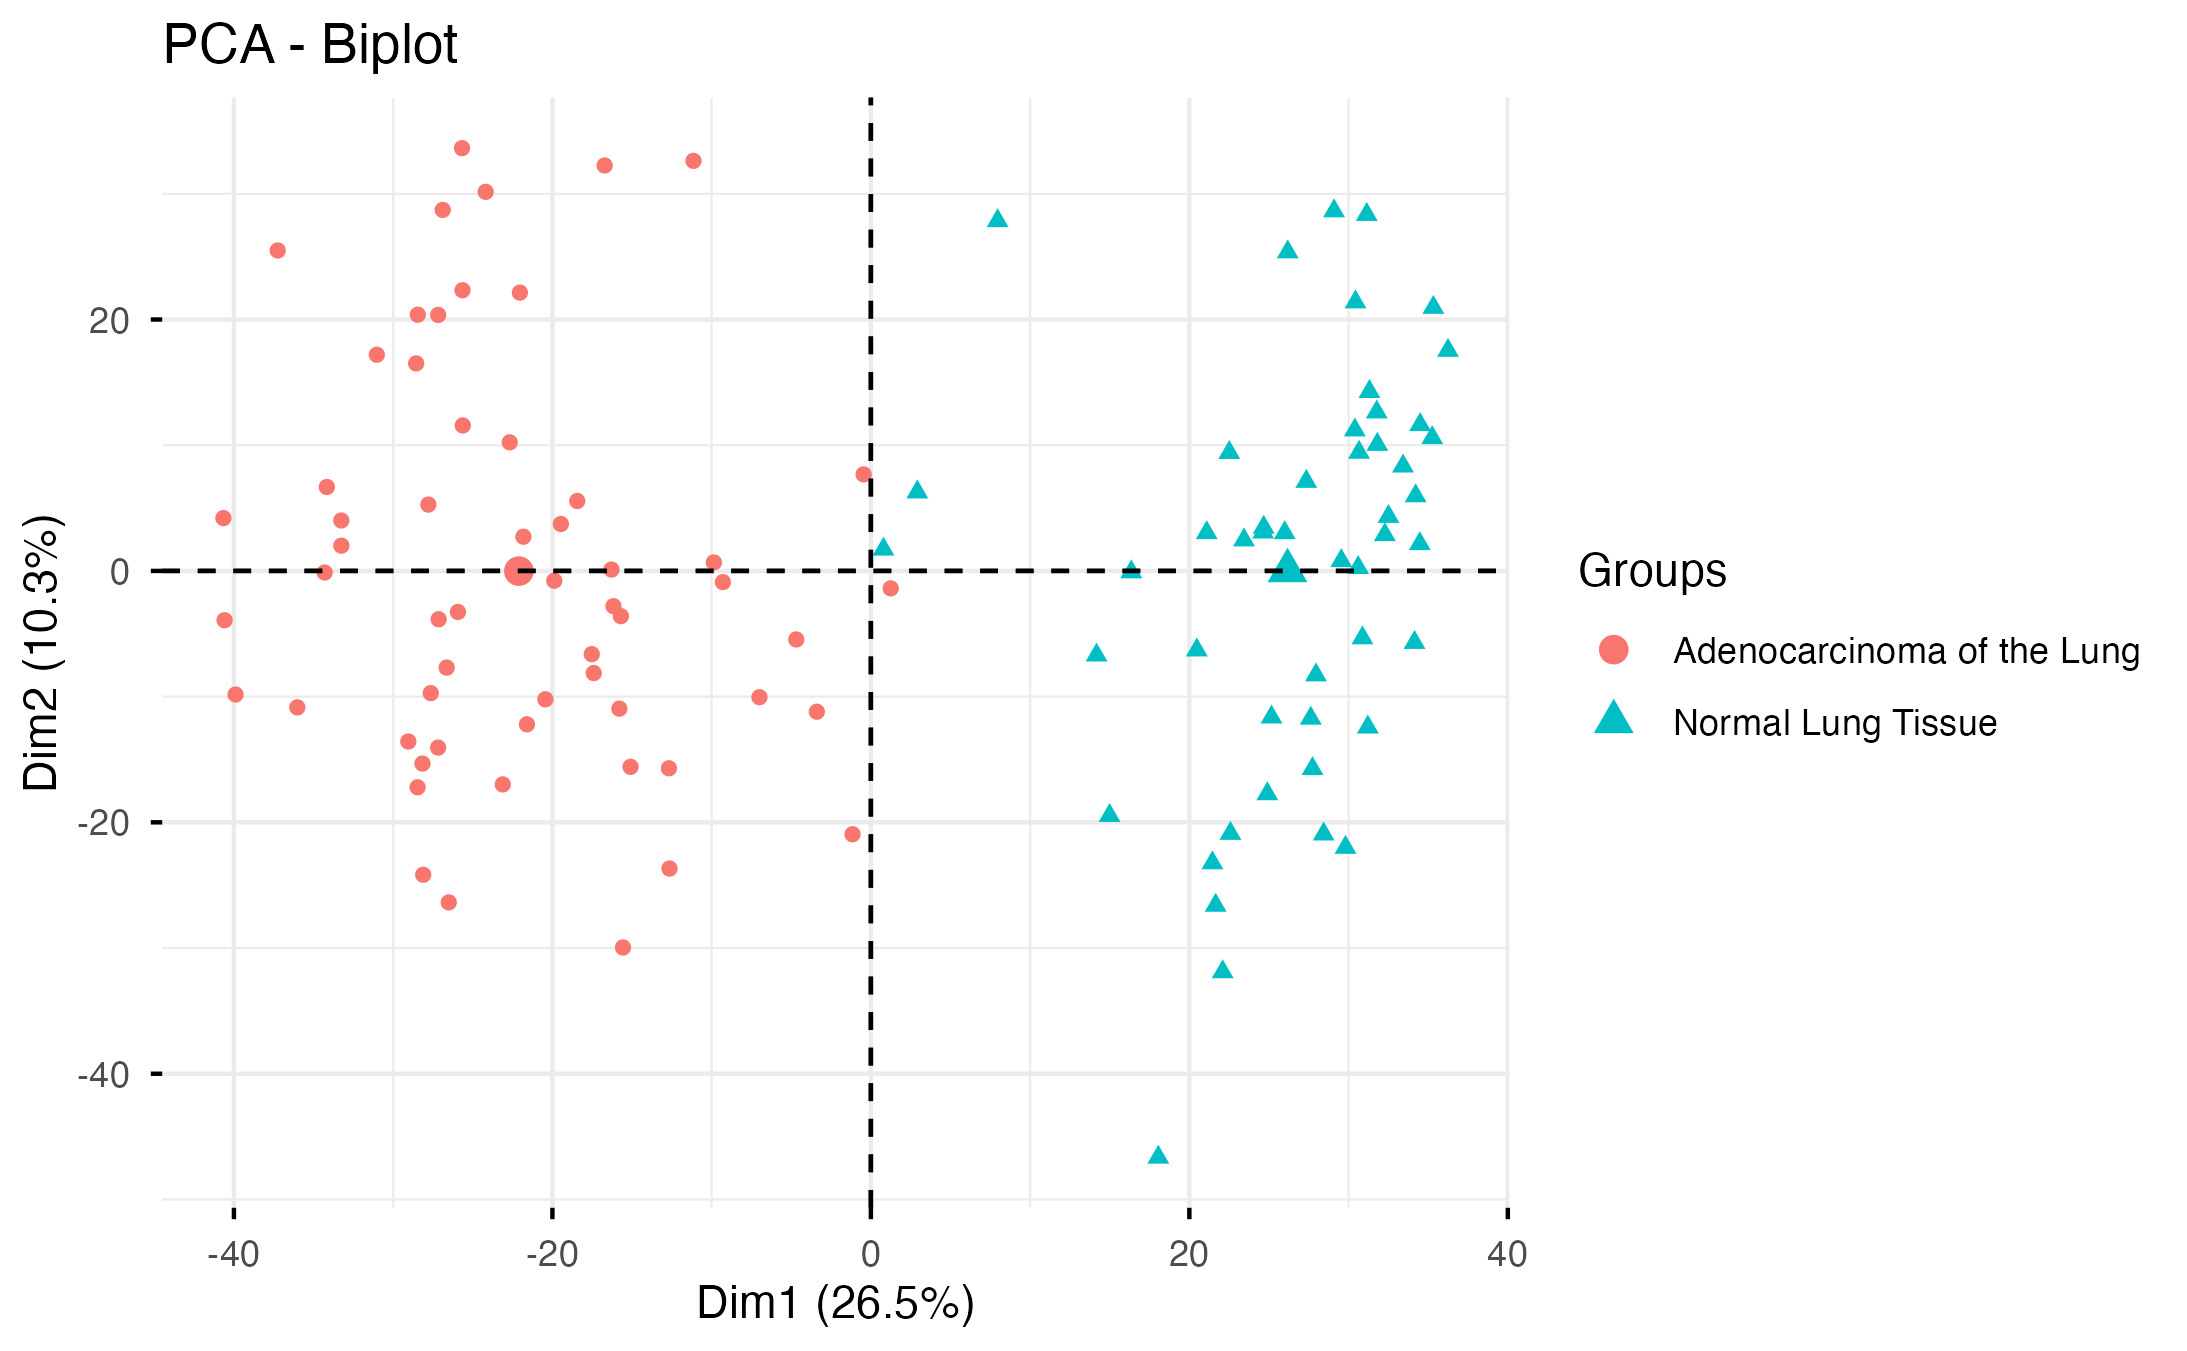 PCA - Biplot
20
0
-20
-40
Dim2 (10.3%)
-40
-20
0
20
40
Dim1 (26.5%)
Groups
Adenocarcinoma of the Lung
Normal Lung Tissue